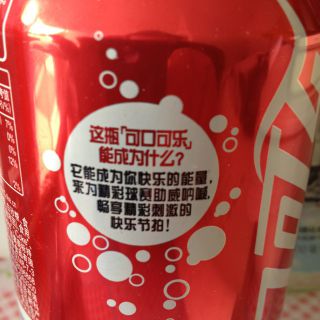 这瓶「可口可乐」
能成为什么?
它能成为你快乐的能量,
来为精彩球赛助威呐喊,
畅享精彩刺激的
快乐节拍!